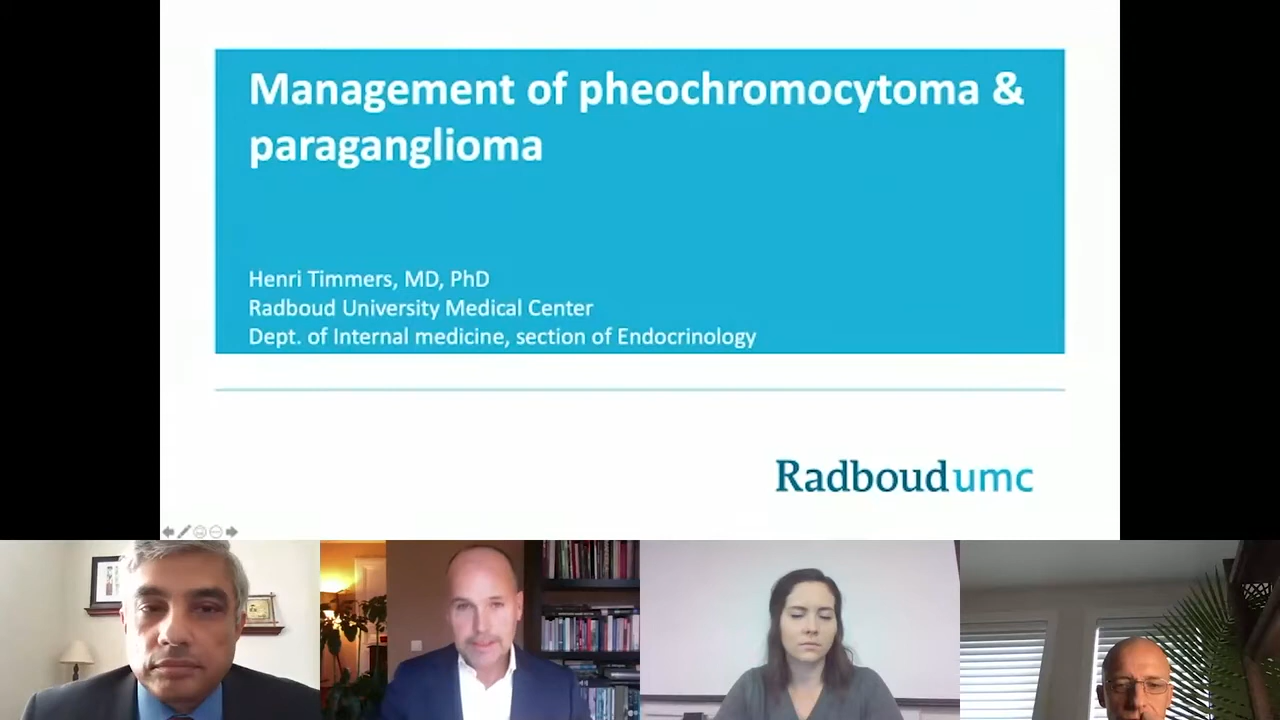 Management of pheochromocytoma &
paraganglioma
Henri Timmers, MD, PhD
Radboud University Medical Center
Dept. of Internal medicine, section of Endocrinology
Radboudumc